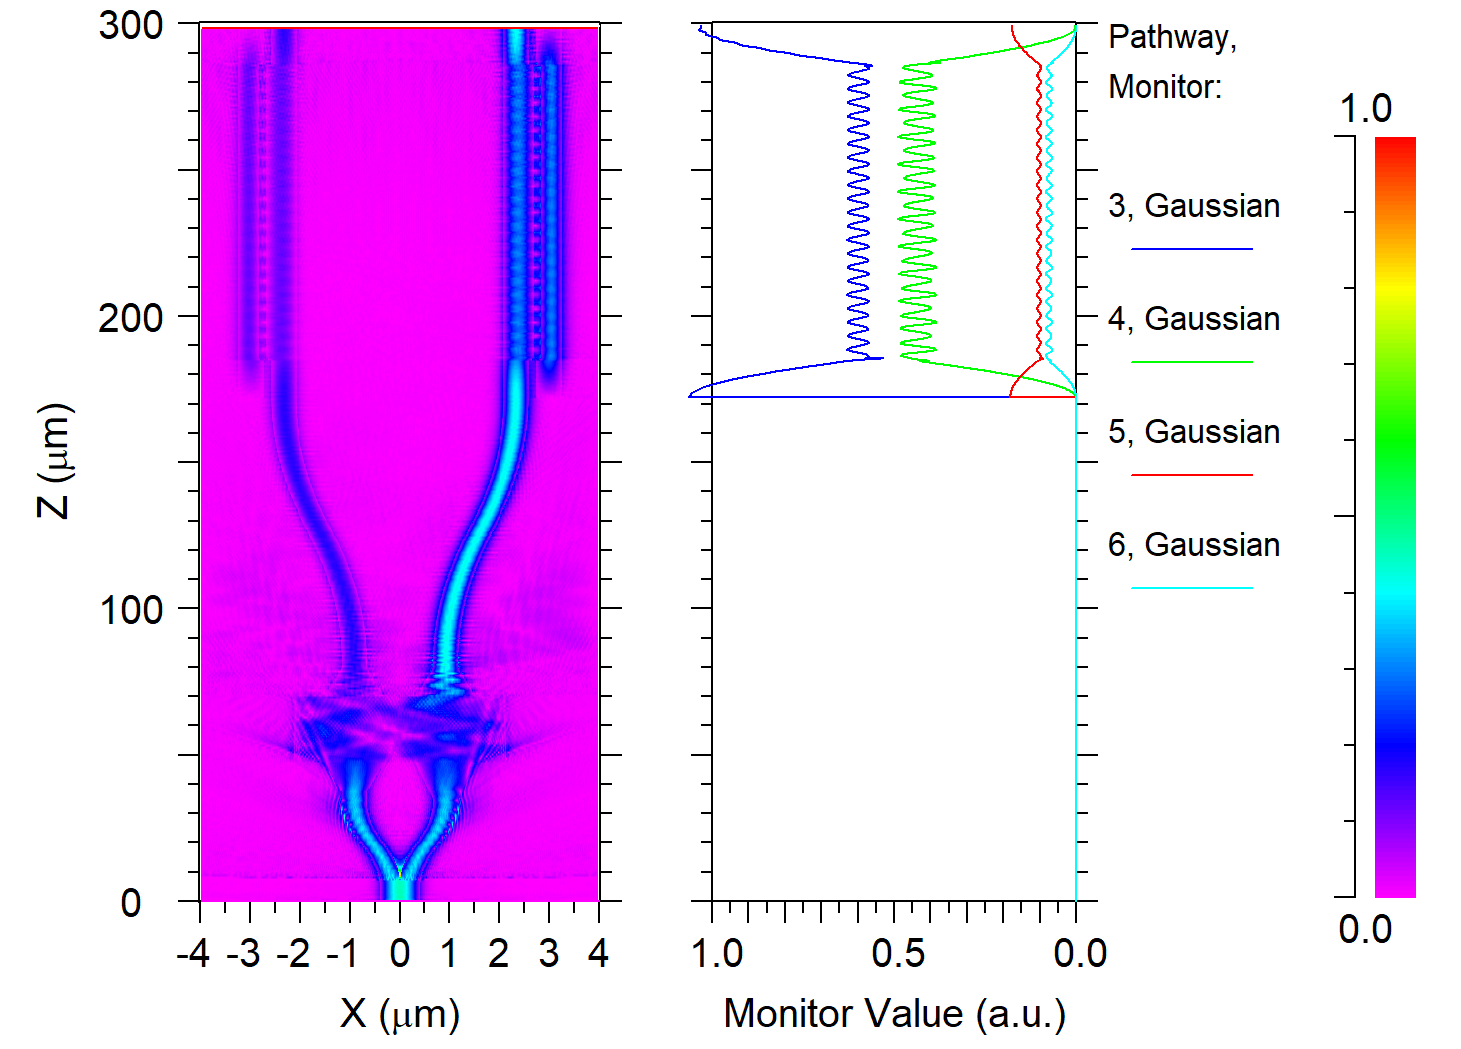 300
200
100
0
Z (μm)
-4 -3 -2 -1 0 1 2 3 4
X (μm)
1.0 0.5 0.0
Monitor Value (a.u.)
Pathway,
Monitor:
3, Gaussian
4, Gaussian
5, Gaussian
6, Gaussian
1.0
0.0